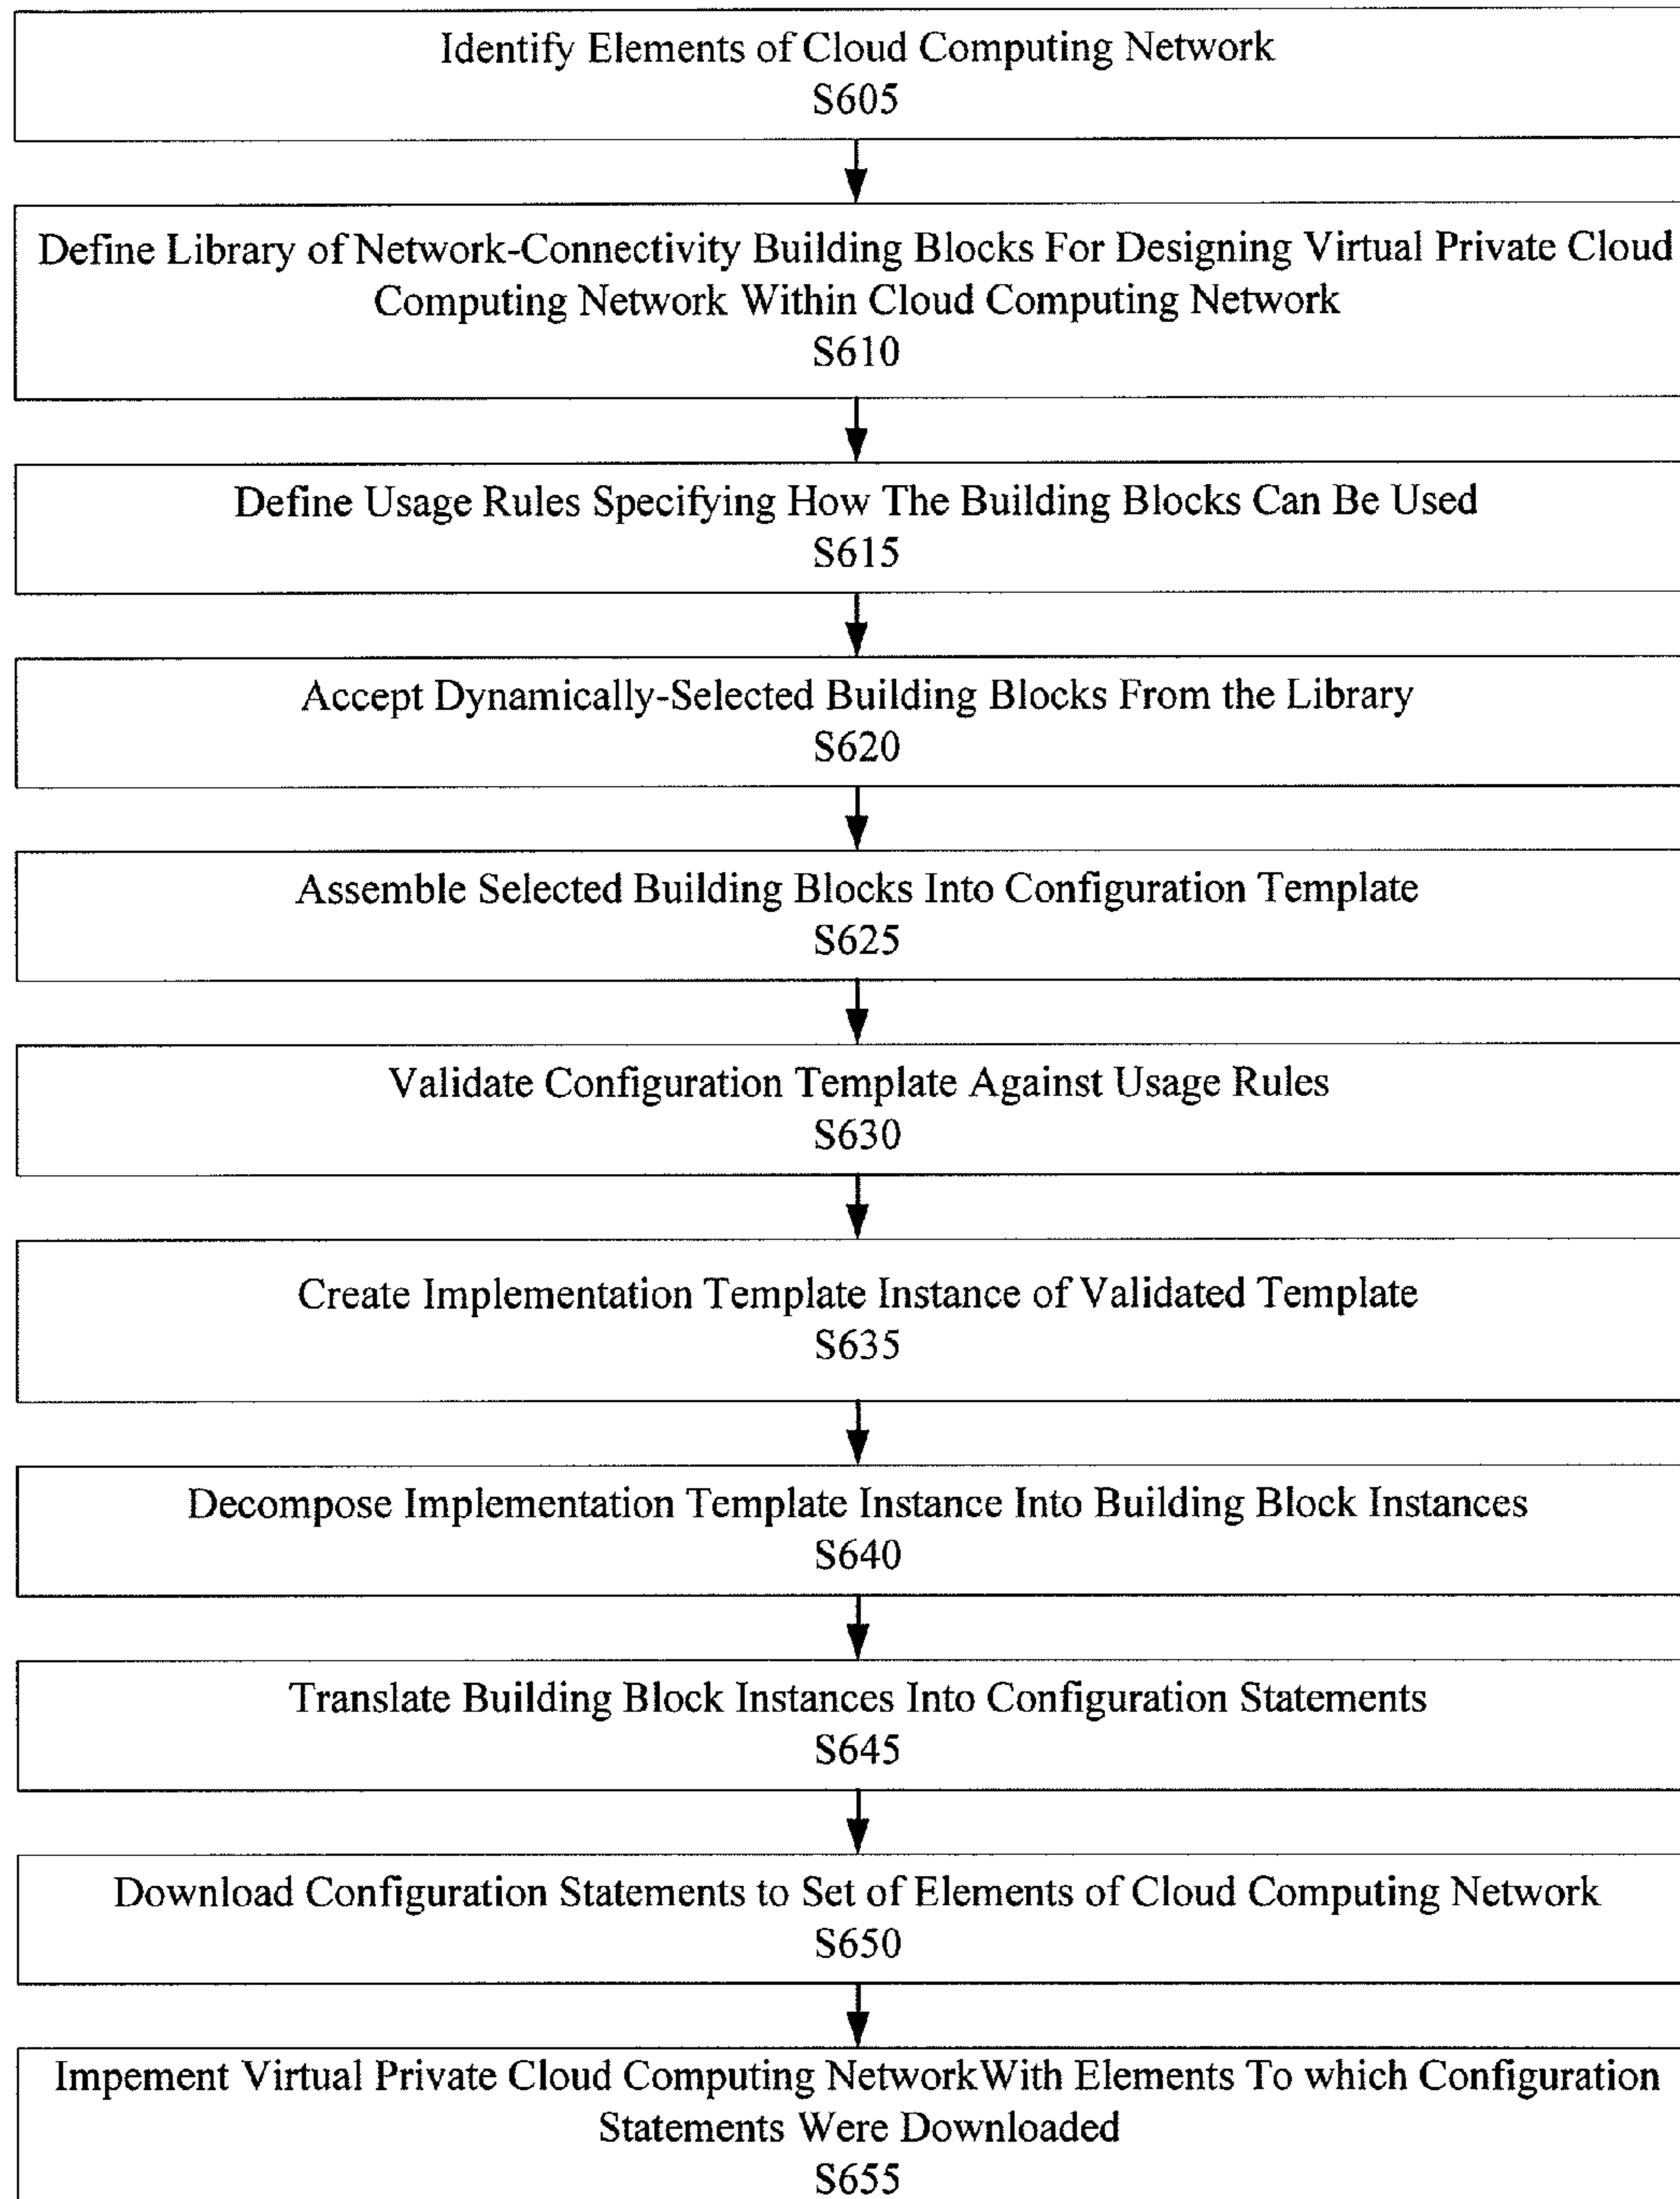 Identify Elements of Cloud Computing Network
S605
Define Library of Network-Connectivity Building Blocks For Designing Virtual Private Cloud
Computing Network Within Cloud Computing Network
S610
Define Usage Rules Specifying How The Building Blocks Can Be Used
S615
Accept Dynamically-Selected Building Blocks From the Library
S620
Assemble Selected Building Blocks Into Configuration Template
S625
Validate Configuration Template Against Usage Rules
S630
Create Implementation Template Instance of Validated Template
S635
Decompose Implementation Template Instance Into Building Block Instances
S640
Translate Building Block Instances Into Configuration Statements
S645
Download Configuration Statements to Set of Elements of Cloud Computing Network
S650
Impement Virtual Private Cloud Computing NetworkWith Elements To which Configuration
Statements Were Downloaded
S655